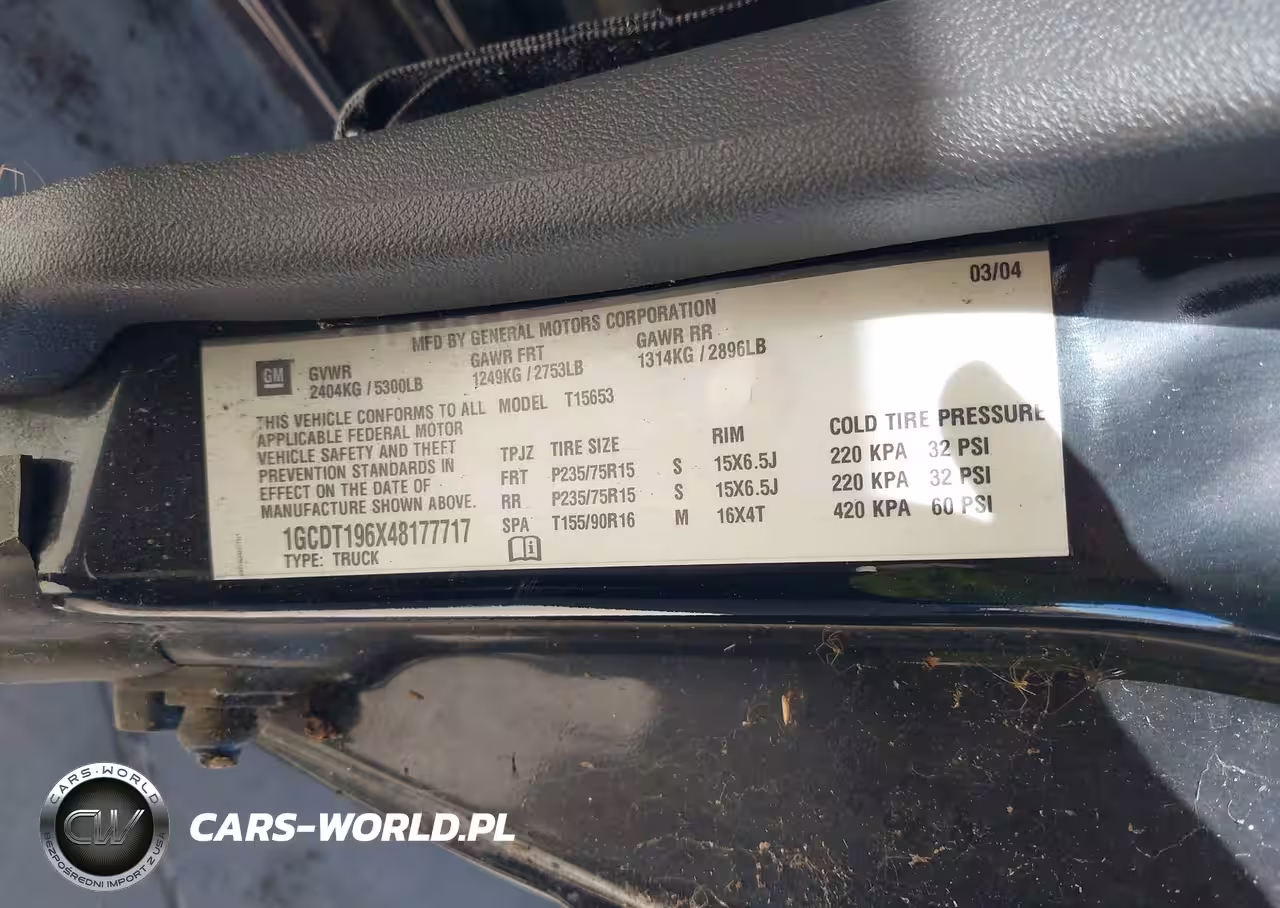 03/04
MFD BY GENERAL MOTORS CORPORATION
GM
GVWR GAWR FRT GAWR RR
2404KG / 5300LB 1249KG / 2753LB 1314KG / 2896LB
THIS VEHICLE CONFORMS TO ALL
APPLICABLE FEDERAL MOTOR
VEHICLE SAFETY AND THEFT
PREVENTION STANDARDS IN
EFFECT ON THE DATE OF
MANUFACTURE SHOWN ABOVE.
1GCDT196X48177717
TYPE: TRUCK
MODEL T15653
TPJZ TIRE SIZE RIM COLD TIRE PRESSURE
FRT P235/75R15 S 15X6.5J 220 KPA 32 PSI
RR P235/75R15 S 15X6.5J 220 KPA 32 PSI
SPA T155/90R16 M 16X4T 420 KPA 60 PSI
CARS-WORLD
CW
BEZPOŚREDNI IMPORT Z USA
CARS-WORLD.PL